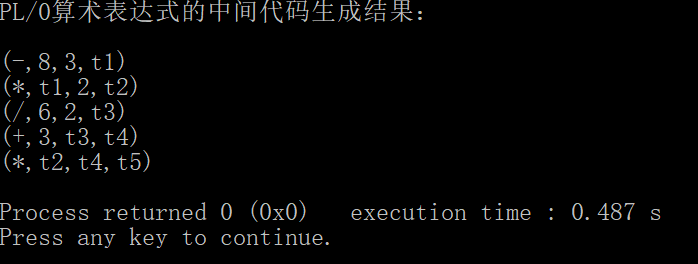 PL/0算术表达式的中间代码生成结果：
(-,8,3,t1)
(*,t1,2,t2)
(/,6,2,t3)
(+,3,t3,t4)
(*,t2,t4,t5)
Process returned 0 (0x0)   execution time : 0.487 s
Press any key to continue.